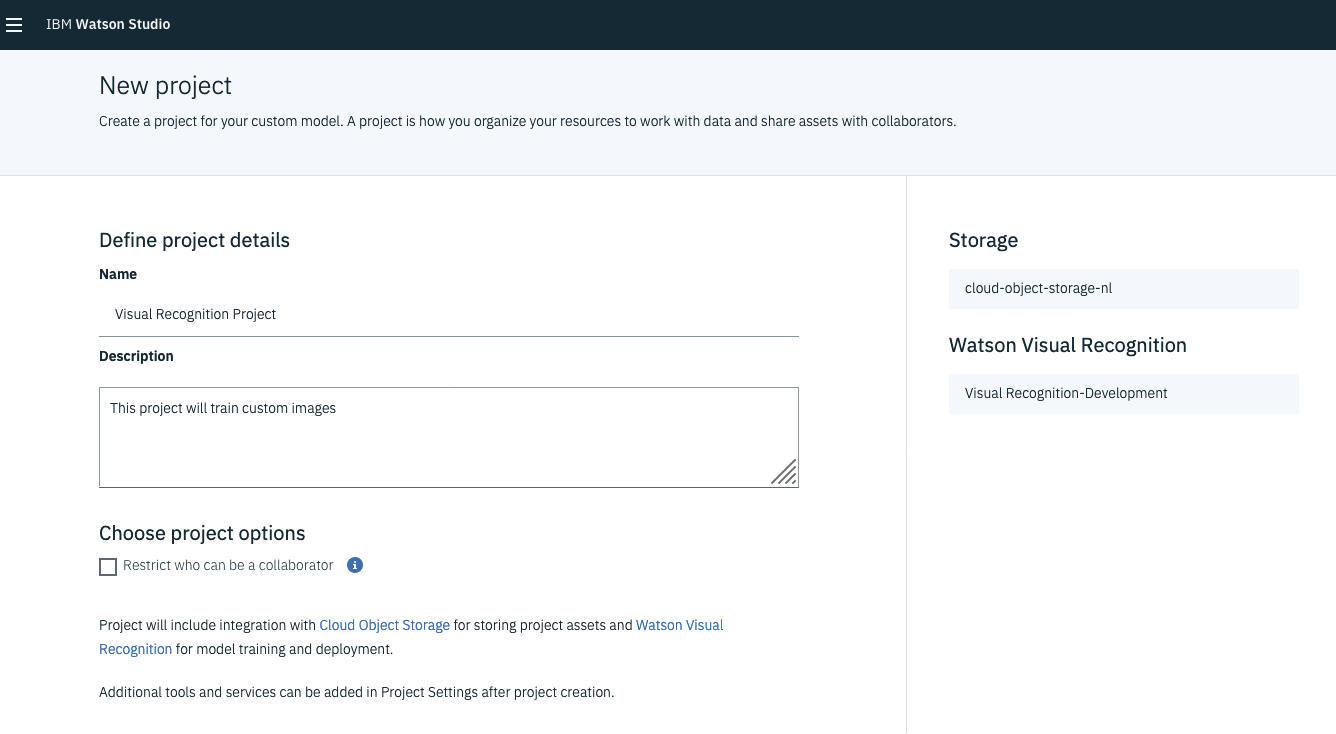 IBM Watson Studio
New project
Create a project for your custom model. A project is how you organize your resources to work with data and share assets with collaborators.
Define project details
Name
Visual Recognition Project
Description
This project will train custom images
Choose project options
Restrict who can be a collaborator
Project will include integration with Cloud Object Storage for storing project assets and Watson Visual
Recognition for model training and deployment.
Additional tools and services can be added in Project Settings after project creation.
Storage
cloud-object-storage-nl
Watson Visual Recognition
Visual Recognition-Development